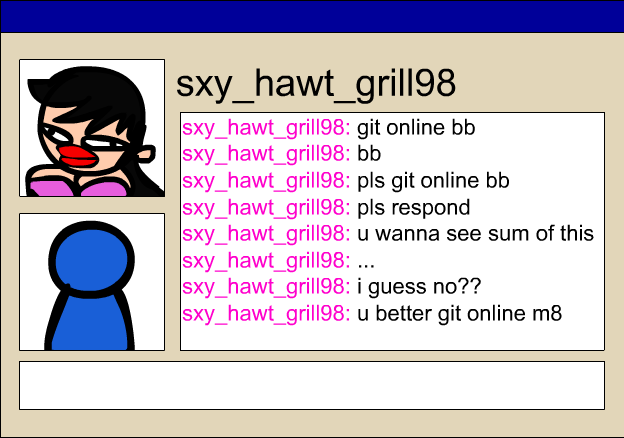 sxy_hawt_grill98
sxy_hawt_grill98: git online bb
sxy_hawt_grill98: bb
sxy_hawt_grill98: pls git online bb
sxy_hawt_grill98: pls respond
sxy_hawt_grill98: u wanna see sum of this
sxy_hawt_grill98: ...
sxy_hawt_grill98: i guess no??
sxy_hawt_grill98: u better git online m8